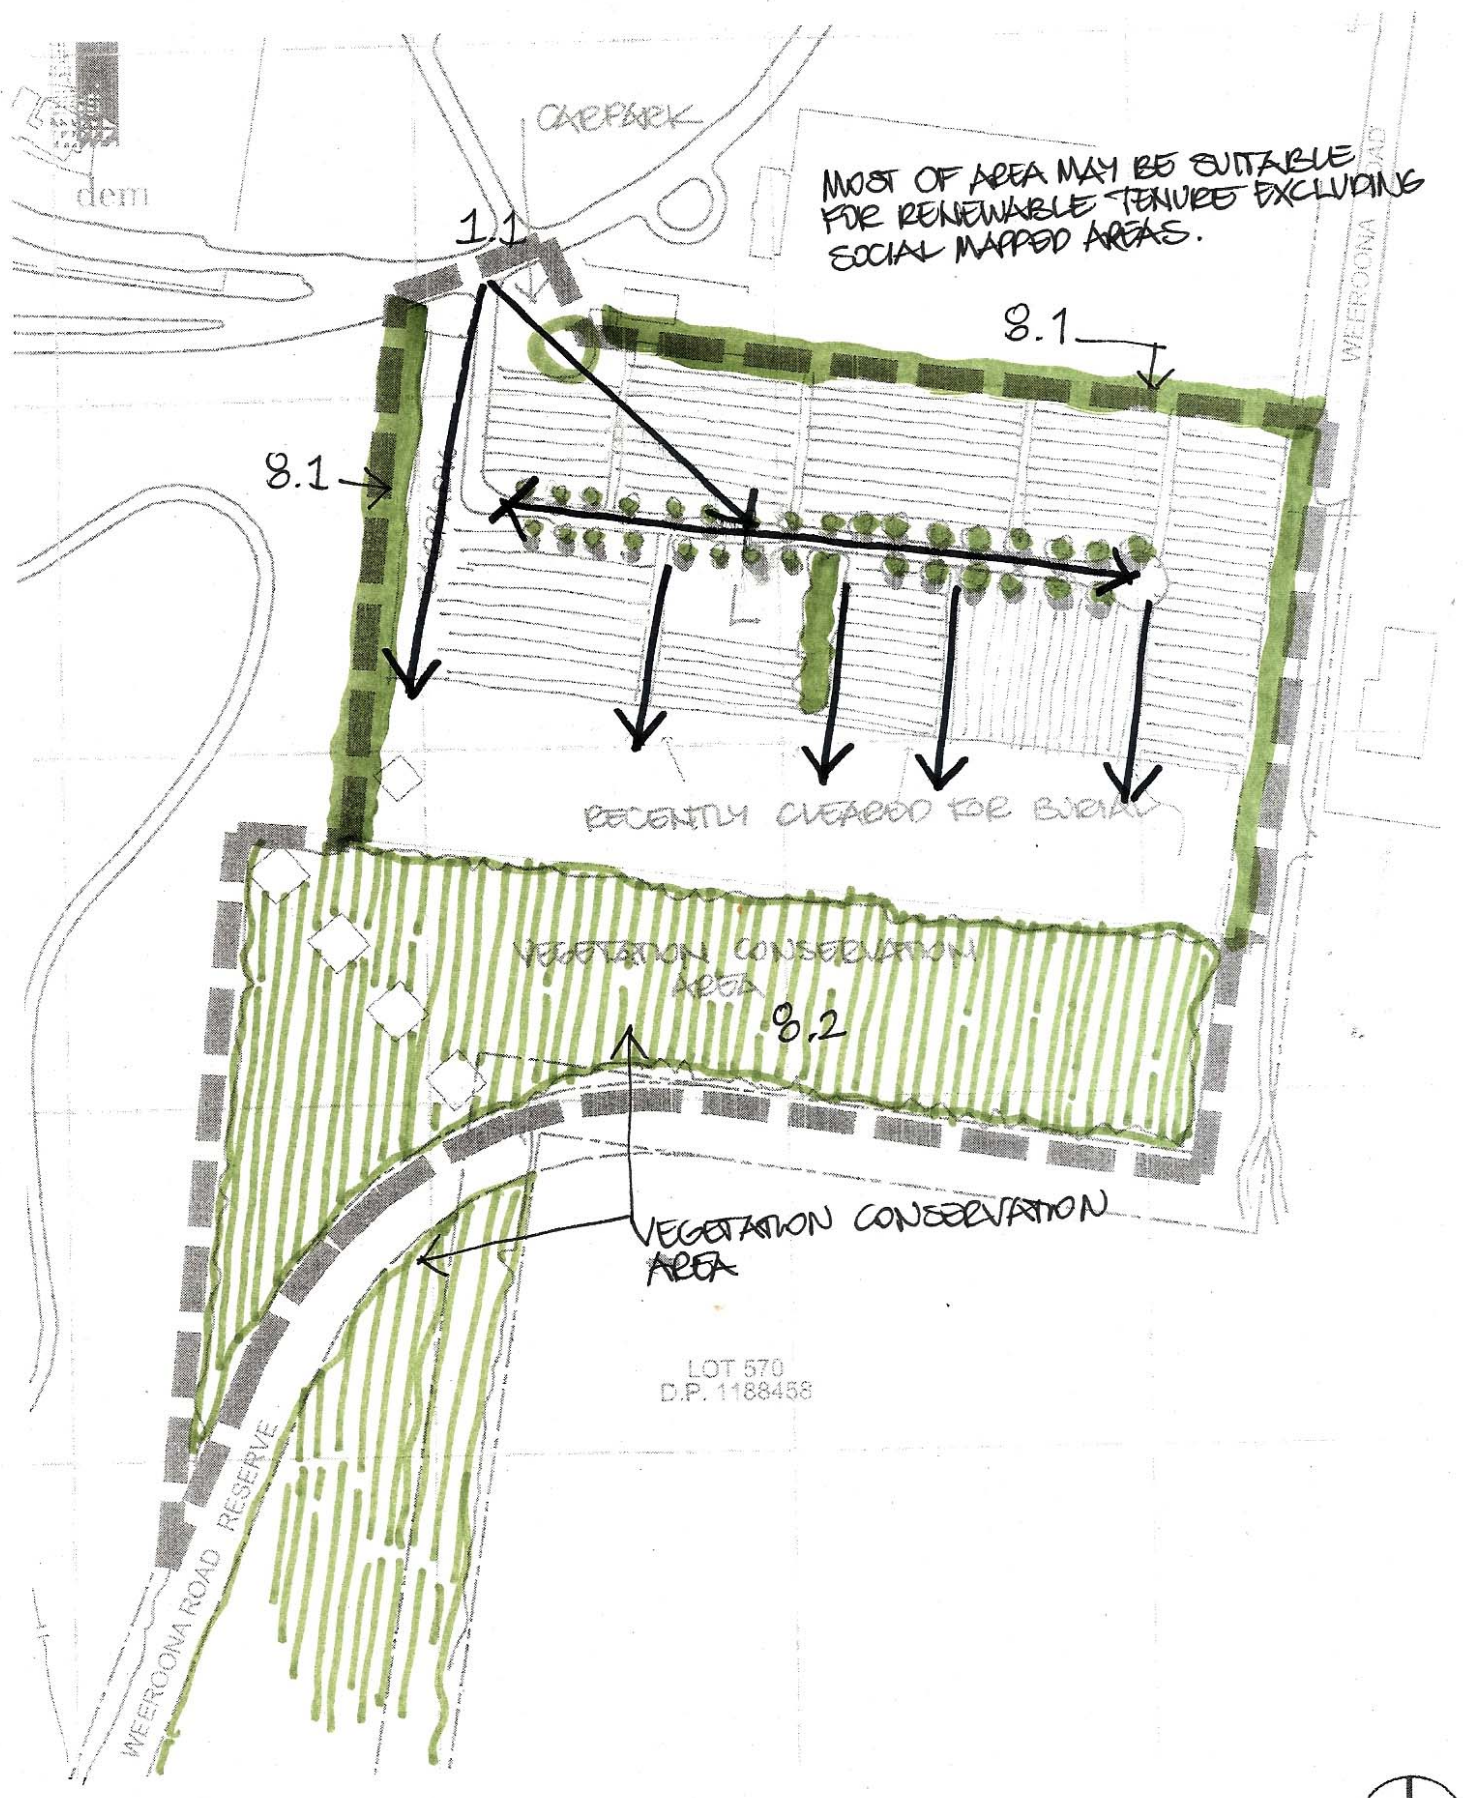 CARPARK
dem
MOST OF AREA MAY BE SUITABLE
FOR RENEWABLE TENURE EXCLUDING
SOCIAL MAPPED AREAS.
1.1
WEEROONA ROAD
8.1
8.1
RECENTLY CLEARED FOR BURIAL
VEGETATION CONSERVATION
AREA
8.2
VEGETATION CONSERVATION
AREA
LOT 570
D.P. 1188458
WEEROONA ROAD RESERVE